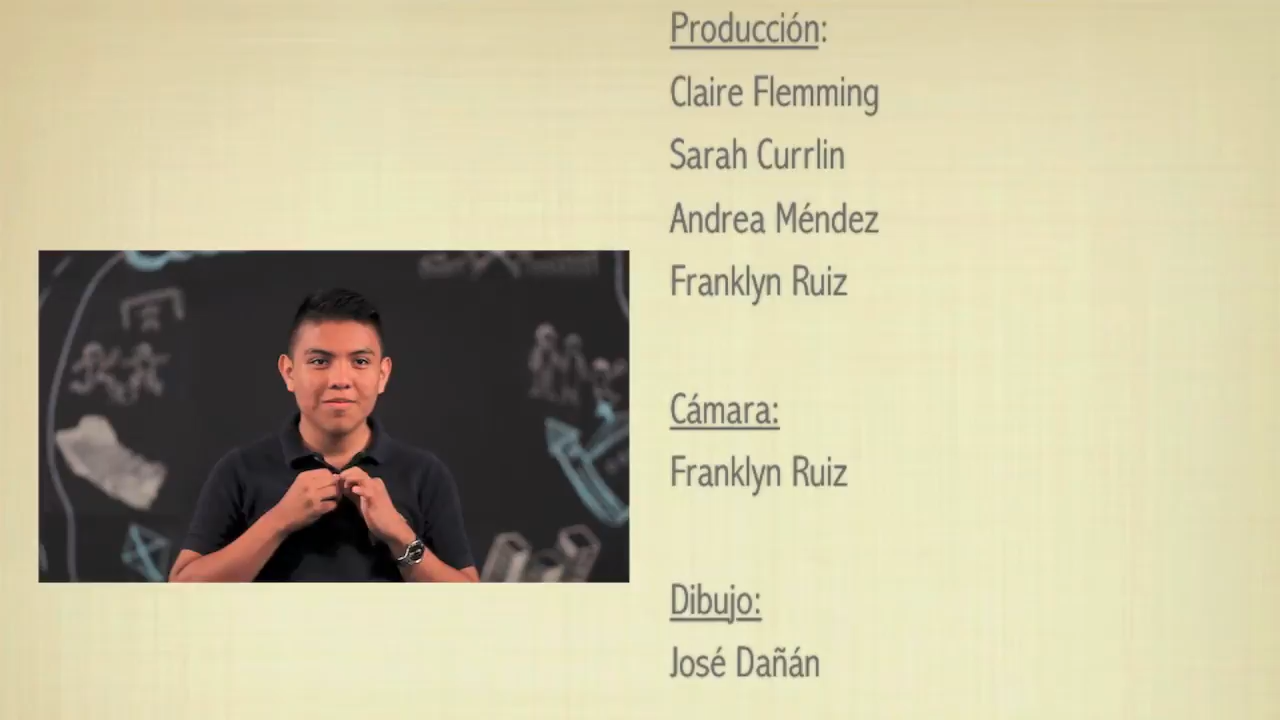 Producción:
Claire Flemming
Sarah Currlin
Andrea Méndez
Franklyn Ruiz
Cámara:
Franklyn Ruiz
Dibujo:
José Dañán